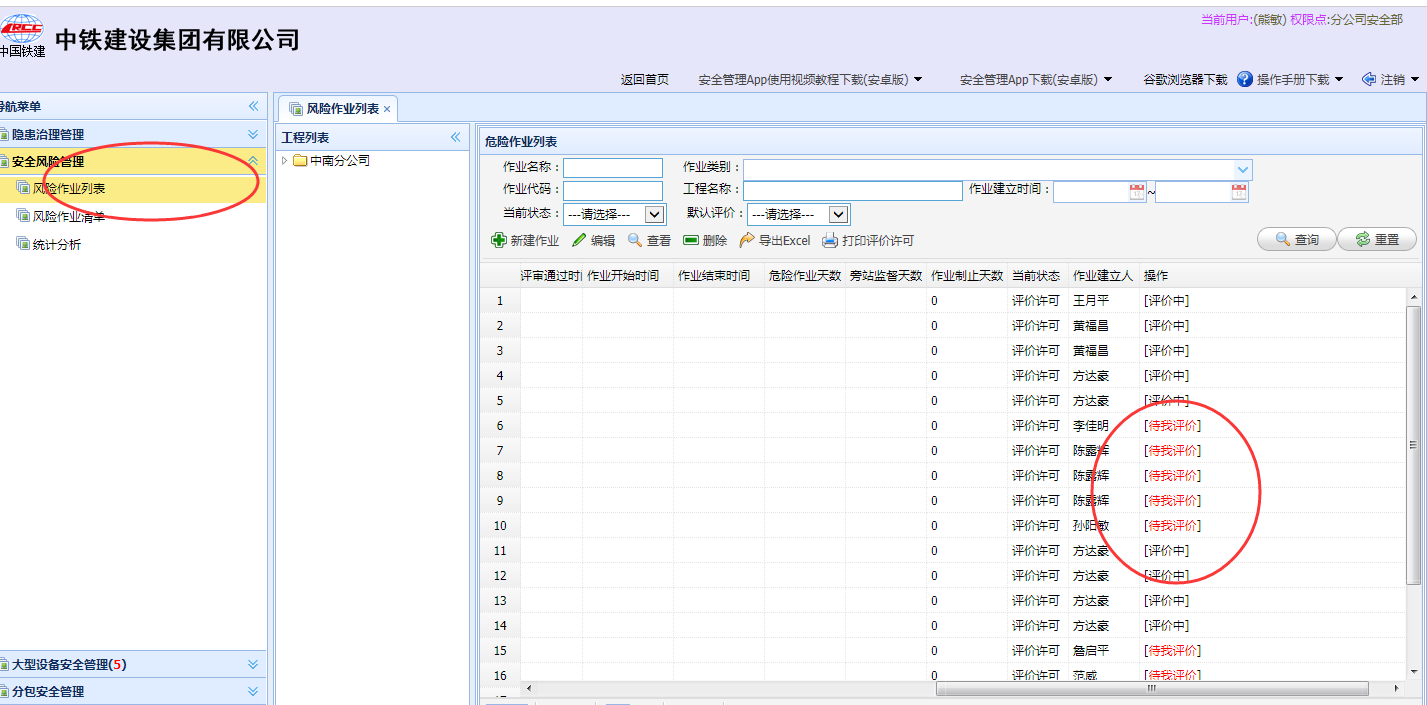 当前用户:(熊敏) 权限点:分公司安全部
CRCC
中国铁建
中铁建设集团有限公司
返回首页 安全管理App使用视频教程下载(安卓版) 安全管理App下载(安卓版) 谷歌浏览器下载 操作手册下载 注销
导航菜单
隐患治理管理
安全风险管理
风险作业列表
风险作业清单
统计分析
大型设备安全管理(5)
分包安全管理
风险作业列表 ×
工程列表
中南分公司
危险作业列表
作业名称： 作业类别：
作业代码： 工程名称： 作业建立时间： ~
当前状态： ---请选择--- 默认评价： ---请选择---
新建作业 编辑 查看 删除 导出Excel 打印评价许可 查询 重置
评审通过时 作业开始时间 作业结束时间 危险作业天数 旁站监督天数 作业制止天数 当前状态 作业建立人 操作
1 0 评价许可 王月平 [评价中]
2 0 评价许可 黄福昌 [评价中]
3 0 评价许可 黄福昌 [评价中]
4 0 评价许可 方达豪 [评价中]
5 0 评价许可 方达豪 [评价中]
6 0 评价许可 李佳明 [待我评价]
7 0 评价许可 陈露辉 [待我评价]
8 0 评价许可 陈露辉 [待我评价]
9 0 评价许可 陈露辉 [待我评价]
10 0 评价许可 孙阳敏 [待我评价]
11 0 评价许可 方达豪 [评价中]
12 0 评价许可 方达豪 [评价中]
13 0 评价许可 方达豪 [评价中]
14 0 评价许可 方达豪 [评价中]
15 0 评价许可 詹启平 [待我评价]
16 0 评价许可 范威 [待我评价]